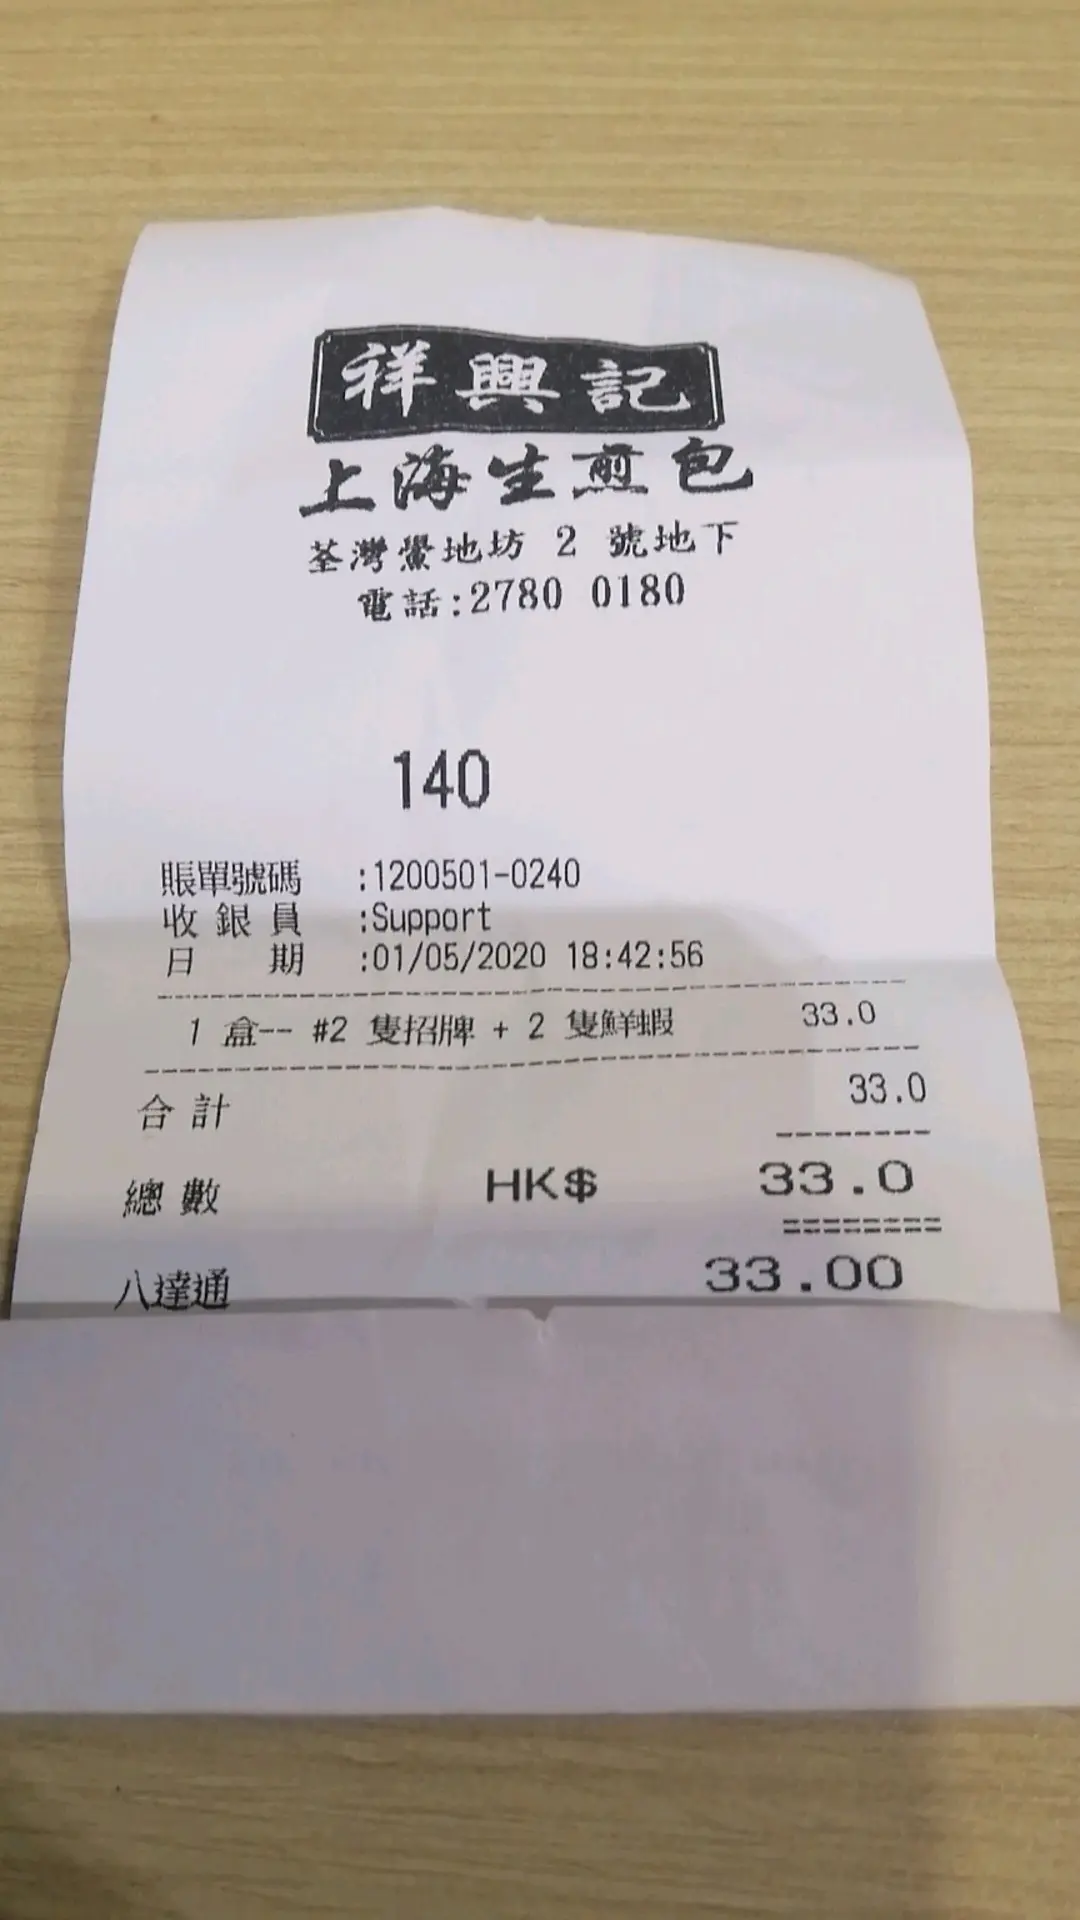 祥興記
上海生煎包
荃灣鱟地坊 2 號地下
電話:2780 0180
140
賬單號碼 :1200501-0240
收銀員 :Support
日期 :01/05/2020 18:42:56
1 盒-- #2 隻招牌 + 2 隻鮮蝦 33.0
合計 33.0
總數 HK$ 33.0
八達通 33.00